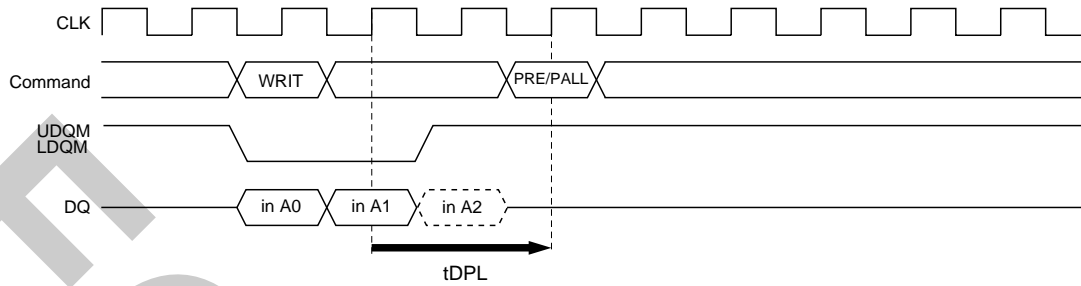 CLK
Command WRIT PRE/PALL
UDQM
LDQM
DQ in A0 in A1 in A2
tDPL